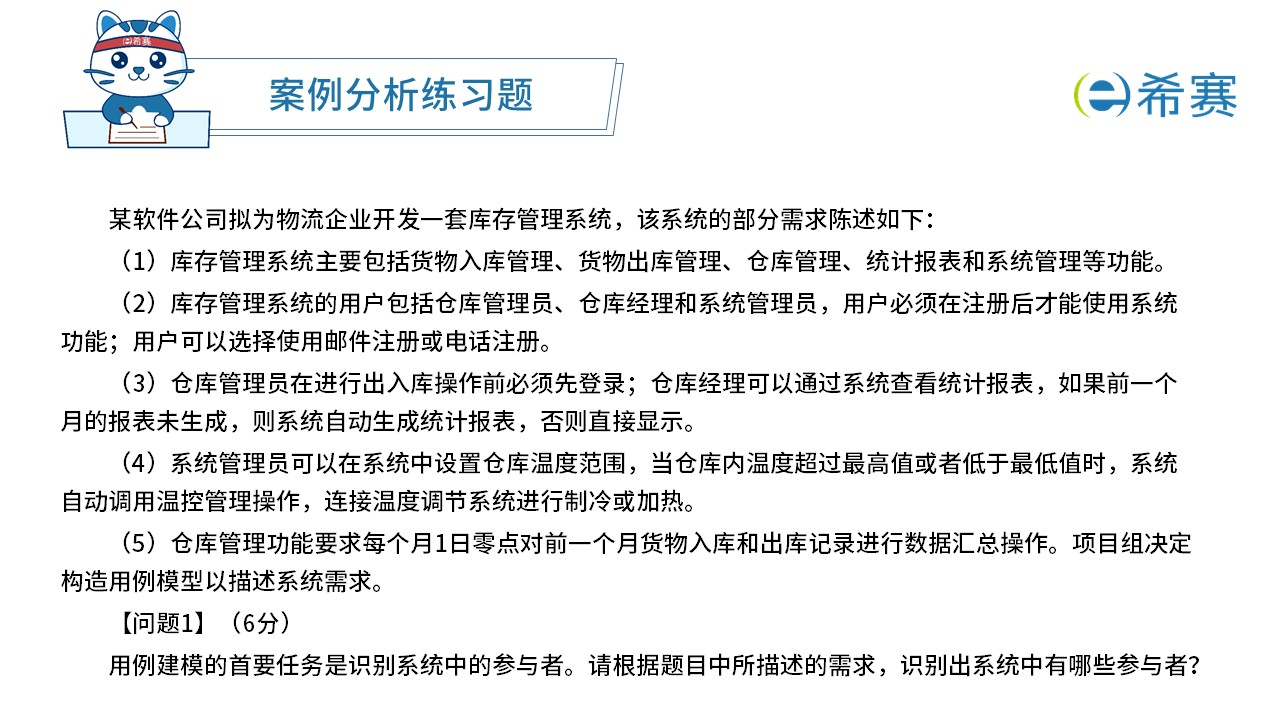 希赛
案例分析练习题
希赛
某软件公司拟为物流企业开发一套库存管理系统，该系统的部分需求陈述如下：
（1）库存管理系统主要包括货物入库管理、货物出库管理、仓库管理、统计报表和系统管理等功能。
（2）库存管理系统的用户包括仓库管理员、仓库经理和系统管理员，用户必须在注册后才能使用系统
功能；用户可以选择使用邮件注册或电话注册。
（3）仓库管理员在进行出入库操作前必须先登录；仓库经理可以通过系统查看统计报表，如果前一个
月的报表未生成，则系统自动生成统计报表，否则直接显示。
（4）系统管理员可以在系统中设置仓库温度范围，当仓库内温度超过最高值或者低于最低值时，系统
自动调用温控管理操作，连接温度调节系统进行制冷或加热。
（5）仓库管理功能要求每个月1日零点对前一个月货物入库和出库记录进行数据汇总操作。项目组决定
构造用例模型以描述系统需求。
【问题1】（6分）
用例建模的首要任务是识别系统中的参与者。请根据题目中所描述的需求，识别出系统中有哪些参与者？